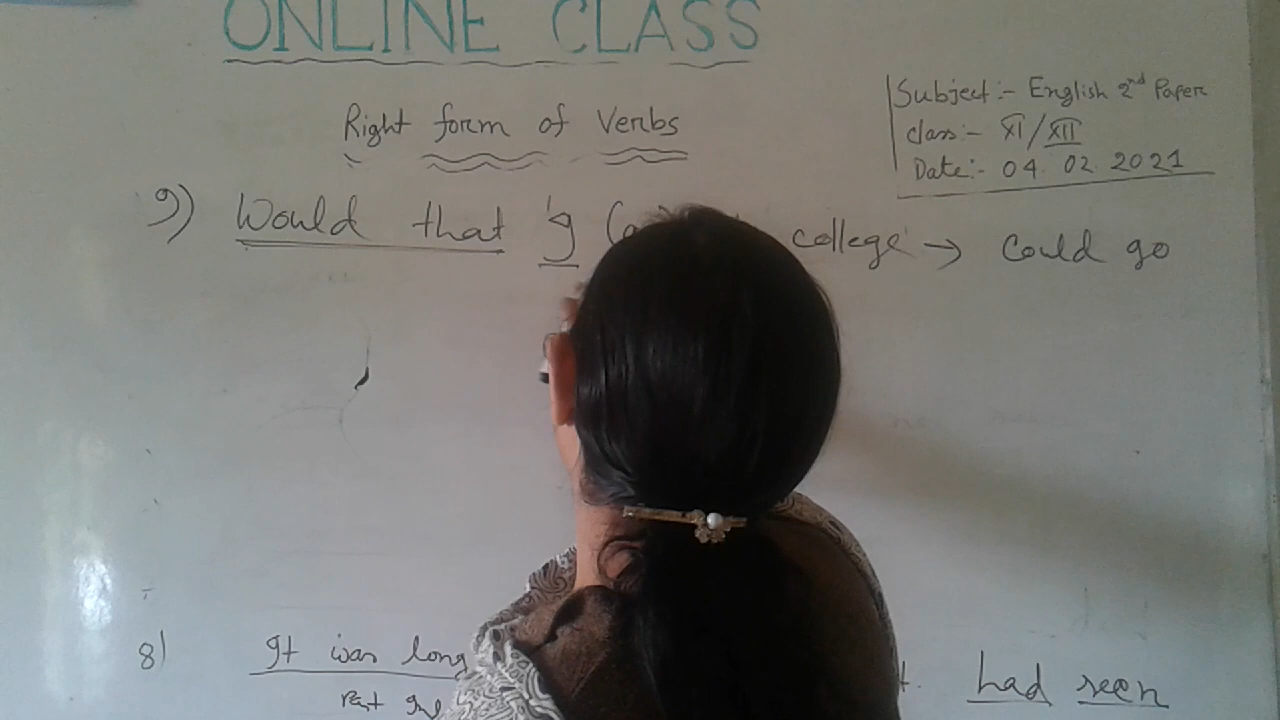 ONLINE CLASS
Subject:- English 2nd Paper
Class:- XI/XII
Date:- 04. 02. 2021
Right form of Verbs
9) Would that I college → Could go
8) It was long had seen
Past